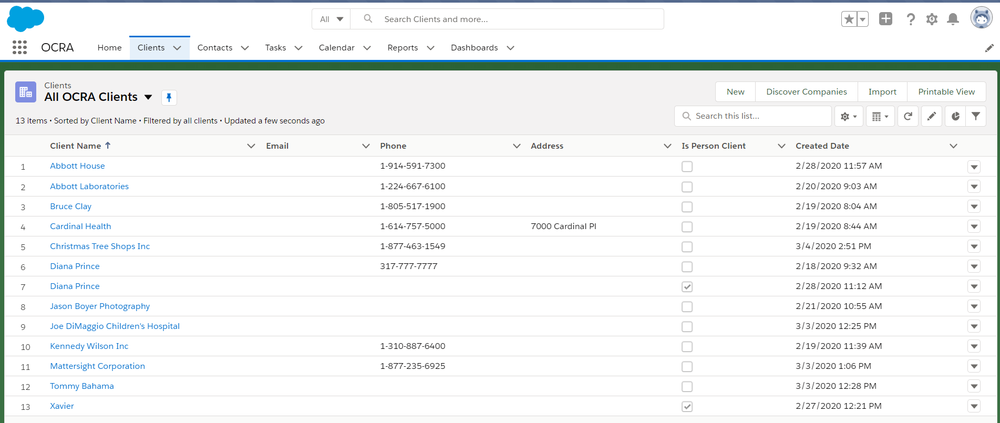 All Search Clients and more...
OCRA Home Clients Contacts Tasks Calendar Reports Dashboards
Clients
All OCRA Clients
New Discover Companies Import Printable View
13 items • Sorted by Client Name • Filtered by all clients • Updated a few seconds ago
Search this list...
Client Name Email Phone Address Is Person Client Created Date
1 Abbott House 1-914-591-7300 2/28/2020 11:57 AM
2 Abbott Laboratories 1-224-667-6100 2/20/2020 9:03 AM
3 Bruce Clay 1-805-517-1900 2/19/2020 8:04 AM
4 Cardinal Health 1-614-757-5000 7000 Cardinal Pl 2/19/2020 8:44 AM
5 Christmas Tree Shops Inc 1-877-463-1549 3/4/2020 2:51 PM
6 Diana Prince 317-777-7777 2/18/2020 9:32 AM
7 Diana Prince 2/28/2020 11:12 AM
8 Jason Boyer Photography 2/21/2020 10:55 AM
9 Joe DiMaggio Children's Hospital 3/3/2020 12:25 PM
10 Kennedy Wilson Inc 1-310-887-6400 2/19/2020 11:39 AM
11 Mattersight Corporation 1-877-235-6925 3/3/2020 1:06 PM
12 Tommy Bahama 3/3/2020 12:28 PM
13 Xavier 2/27/2020 12:21 PM